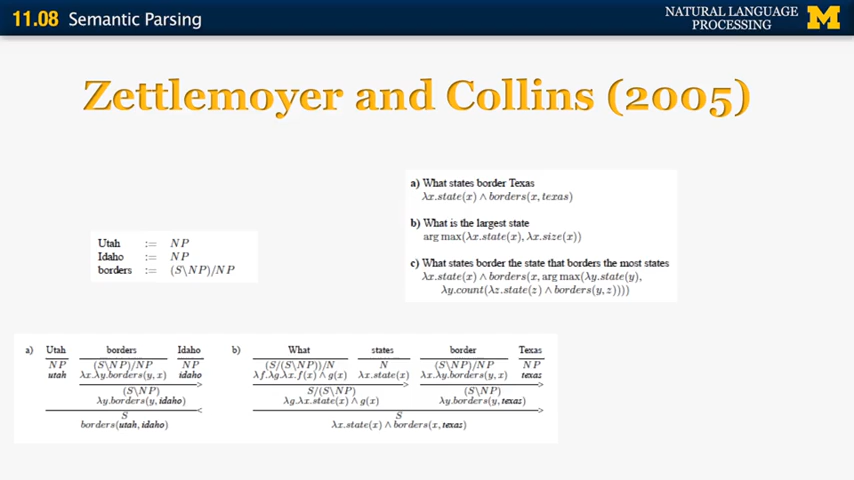 11.08 Semantic Parsing
NATURAL LANGUAGE
PROCESSING
M
Zettlemoyer and Collins (2005)
a) What states border Texas
λx.state(x) ∧ borders(x, texas)
b) What is the largest state
arg max(λx.state(x), λx.size(x))
c) What states border the state that borders the most states
λx.state(x) ∧ borders(x, arg max(λy.state(y),
λy.count(λz.state(z) ∧ borders(y, z))))
Utah := NP
Idaho := NP
borders := (S\NP)/NP
a) Utah borders Idaho
NP (S\NP)/NP NP
utah λx.λy.borders(y, x) idaho
>
(S\NP)
λy.borders(y, idaho)
<
S
borders(utah, idaho)
b) What states border Texas
(S/(S\NP))/N N (S\NP)/NP NP
λf.λg.λx.f(x) ∧ g(x) λx.state(x) λx.λy.borders(y, x) texas
> >
S/(S\NP) (S\NP)
λg.λx.state(x) ∧ g(x) λy.borders(y, texas)
>
S
λx.state(x) ∧ borders(x, texas)